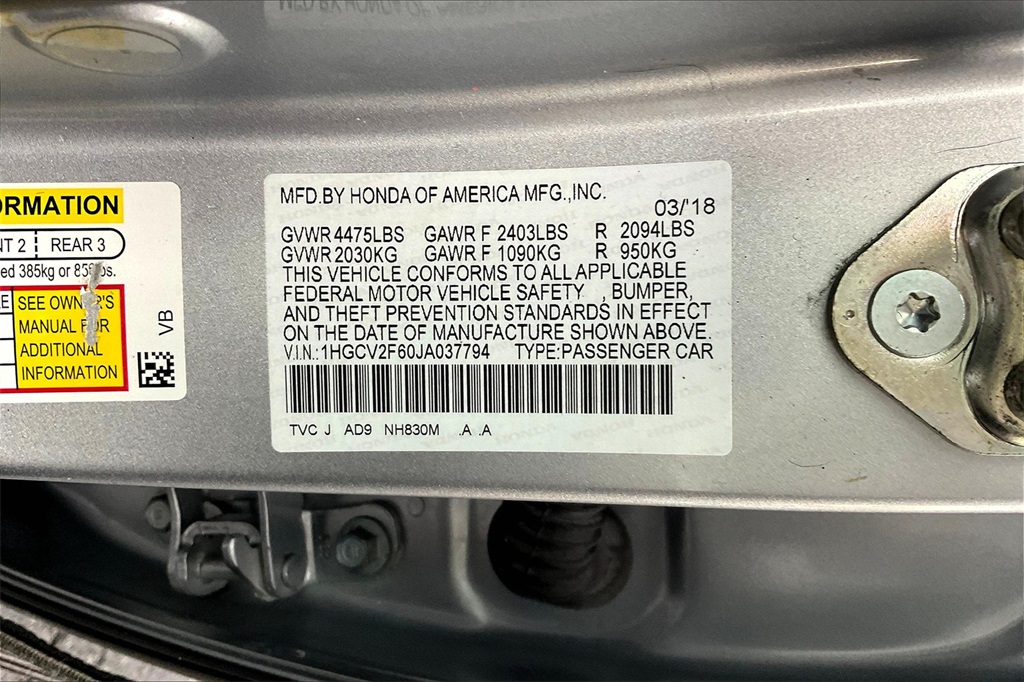 ORMATION
NT 2 REAR 3
ed 385kg or 85 lbs.
LE SEE OWNER'S
MANUAL FOR
ADDITIONAL
INFORMATION
VB
MFD.BY HONDA OF AMERICA MFG.,INC.
03/'18
GVWR 4475LBS GAWR F 2403LBS R 2094LBS
GVWR 2030KG GAWR F 1090KG R 950KG
THIS VEHICLE CONFORMS TO ALL APPLICABLE
FEDERAL MOTOR VEHICLE SAFETY , BUMPER,
AND THEFT PREVENTION STANDARDS IN EFFECT
ON THE DATE OF MANUFACTURE SHOWN ABOVE.
V.I.N.:1HGCV2F60JA037794 TYPE:PASSENGER CAR
TVC J AD9 NH830M .A .A